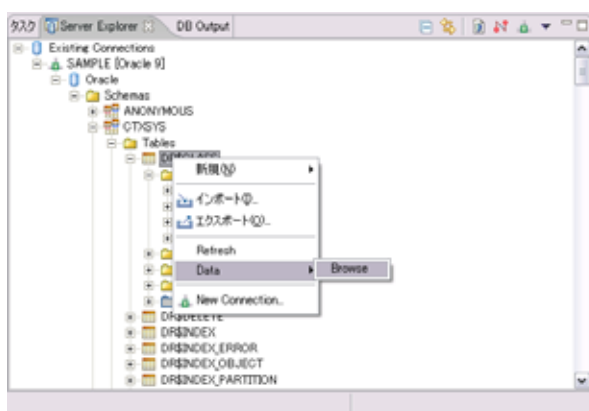 タスク Server Explorer DB Output
Existing Connections
SAMPLE [Oracle 9]
Oracle
Schemas
ANONYMOUS
CTXSYS
Tables
新規(N)
インポート(I)...
エクスポート(O)...
Refresh
Data
Browse
New Connection...
DR$DELETE
DR$INDEX
DR$INDEX_ERROR
DR$INDEX_OBJECT
DR$INDEX_PARTITION